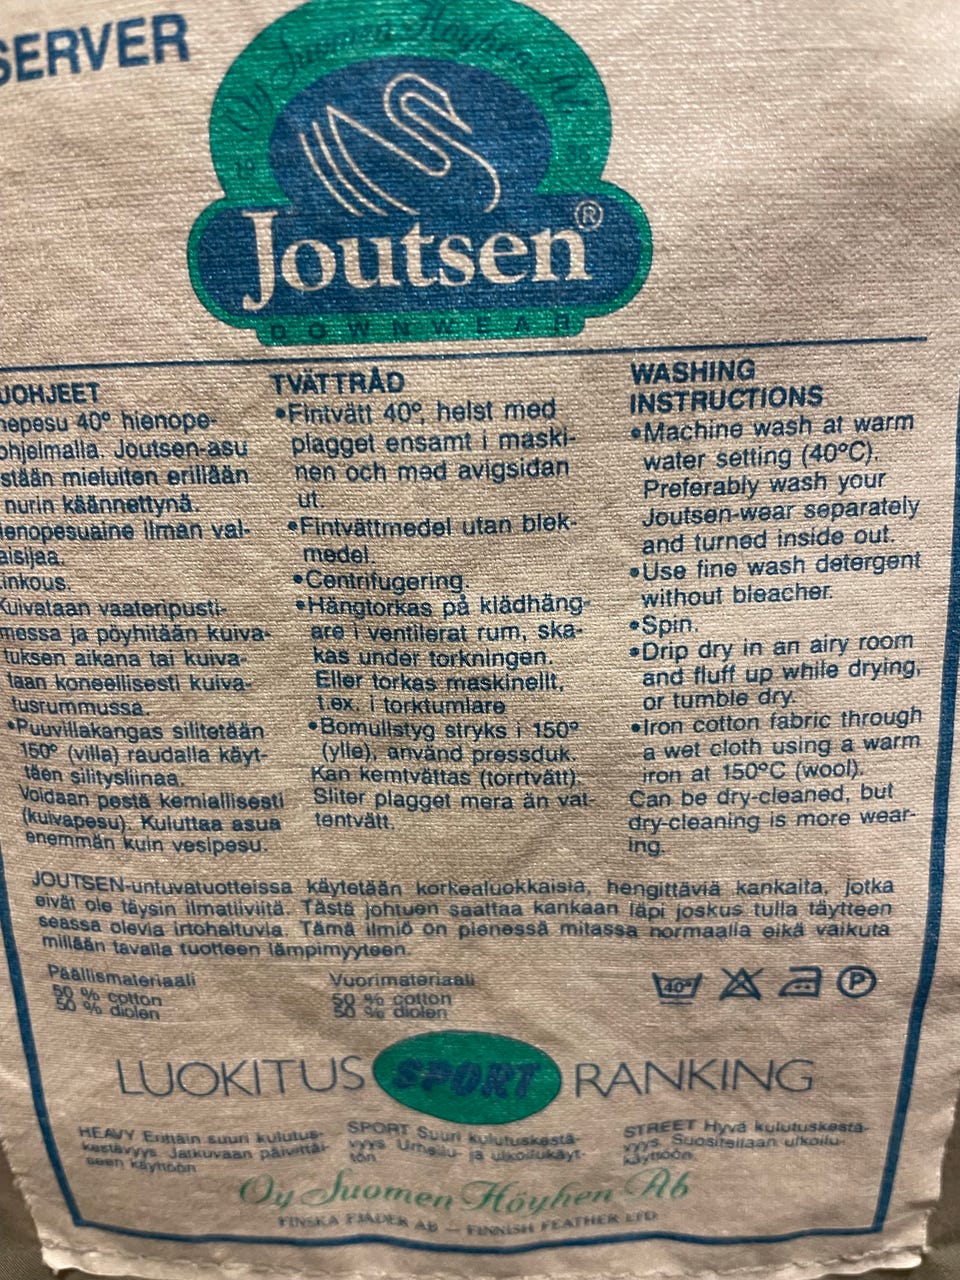 SERVER
Oy Suomen Höyhen Ab
19 36
Joutsen®
DOWNWEAR
UOHJEET
nepesu 40° hienope-
ohjelmalla. Joutsen-asu
stään mieluiten erillään
nurin käännettynä.
ienopesuaine ilman val-
aisijaa.
inkous.
Kuivataan vaateripusti-
messa ja pöyhitään kuiva-
tuksen aikana tai kuiva-
taan koneellisesti kuiva-
tusrummussa.
•Puuvillakangas silitetään
150° (villa) raudalla käyt-
täen silitysliinaa.
Voidaan pestä kemiallisesti
(kuivapesu). Kuluttaa asua
enemmän kuin vesipesu.
TVÄTTRÅD
•Fintvätt 40°, helst med
plagget ensamt i maski-
nen och med avigsidan
ut.
•Fintvättmedel utan blek-
medel.
•Centrifugering.
•Hängtorkas på klädhäng-
are i ventilerat rum, ska-
kas under torkningen.
Eller torkas maskinellt,
t.ex. i torktumlare
•Bomullstyg stryks i 150°
(ylle), använd pressduk.
Kan kemtvättas (torrtvätt).
Sliter plagget mera än vat-
tentvätt.
WASHING
INSTRUCTIONS
•Machine wash at warm
water setting (40°C).
Preferably wash your
Joutsen-wear separately
and turned inside out.
•Use fine wash detergent
without bleacher.
•Spin.
•Drip dry in an airy room
and fluff up while drying,
or tumble dry.
•Iron cotton fabric through
a wet cloth using a warm
iron at 150°C (wool).
Can be dry-cleaned, but
dry-cleaning is more wear-
ing.
JOUTSEN-untuvatuotteissa käytetään korkealuokkaisia, hengittäviä kankaita, jotka
eivät ole täysin ilmatiiviitä. Tästä johtuen saattaa kankaan läpi joskus tulla täytteen
seassa olevia irtohaituvia. Tämä ilmiö on pienessä mitassa normaalia eikä vaikuta
millään tavalla tuotteen lämpimyyteen.
Päällismateriaali
50 % cotton
50 % diolen
Vuorimateriaali
50 % cotton
50 % diolen
40° P
LUOKITUS SPORT RANKING
HEAVY Erittäin suuri kulutus-
kestävyys. Jatkuvaan päivittäi-
seen käyttöön
SPORT Suuri kulutuskestä-
vyys. Urheilu- ja ulkoilukäyt-
töön
STREET Hyvä kulutuskestä-
vyys. Suositellaan ulkoilu-
käyttöön.
Oy Suomen Höyhen Ab
FINSKA FJÄDER AB – FINNISH FEATHER LTD